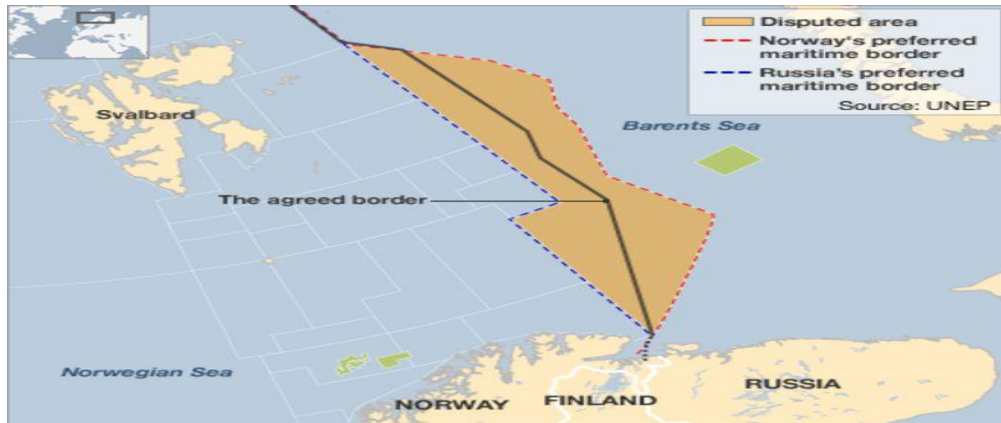 Disputed area
Norway's preferred
maritime border
Russia's preferred
maritime border
Source: UNEP
Svalbard
Barents Sea
The agreed border
Norwegian Sea
NORWAY
FINLAND
RUSSIA